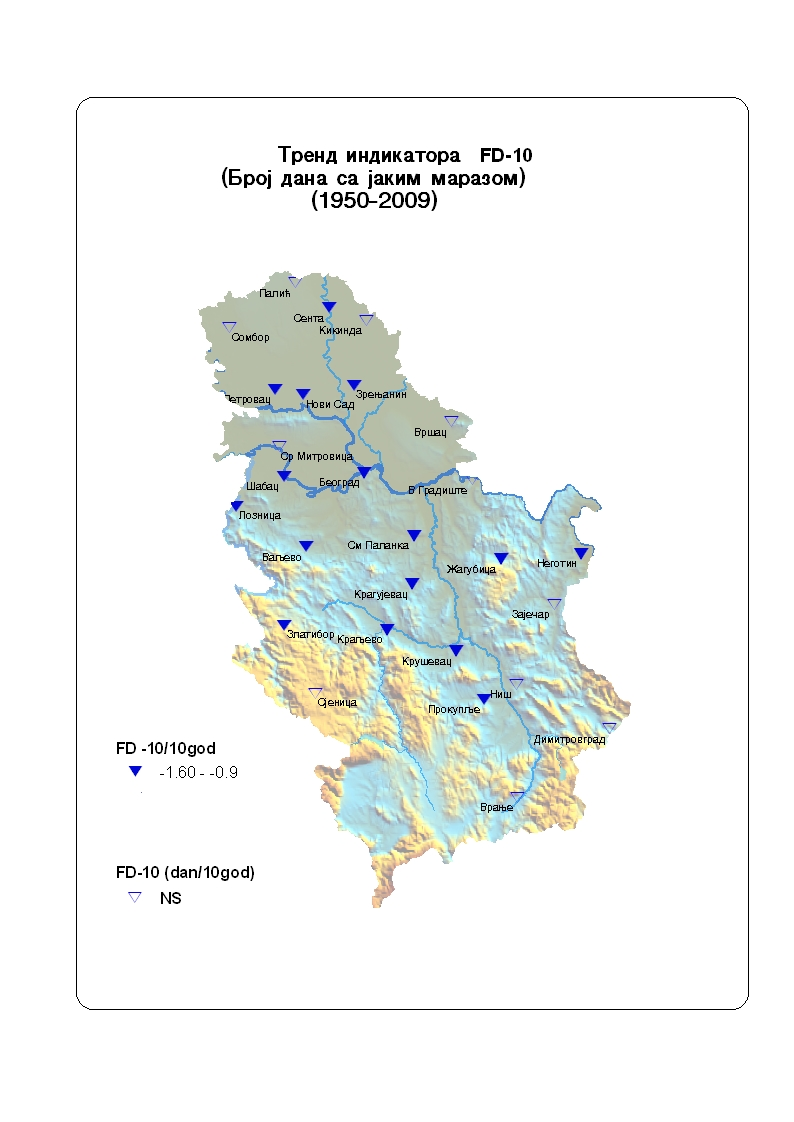 Тренд индикатора FD-10
(Број дана са јаким маразом)
(1950-2009)
Палић
Сента
Кикинда
Сомбор
Петровац
Нови Сад
Зрењанин
Вршац
Ср Митровица
Шабац
Београд
В Градиште
Лозница
Ваљево
См Паланка
Жагубица
Неготин
Крагујевац
Зајечар
Златибор
Краљево
Крушевац
Ниш
Сјеница
Прокупље
Димитровград
Врање
FD -10/10god
-1.60 - -0.9
FD-10 (dan/10god)
NS